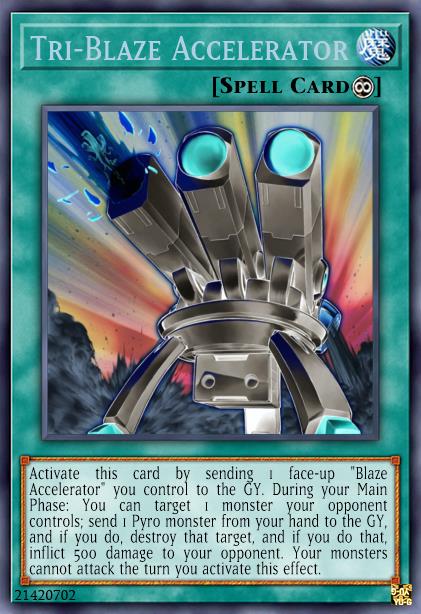 Tri-Blaze Accelerator 魔
[Spell Card∞]
Activate this card by sending 1 face-up "Blaze
Accelerator" you control to the GY. During your Main
Phase: You can target 1 monster your opponent
controls; send 1 Pyro monster from your hand to the GY,
and if you do, destroy that target, and if you do that,
inflict 500 damage to your opponent. Your monsters
cannot attack the turn you activate this effect.
21420702